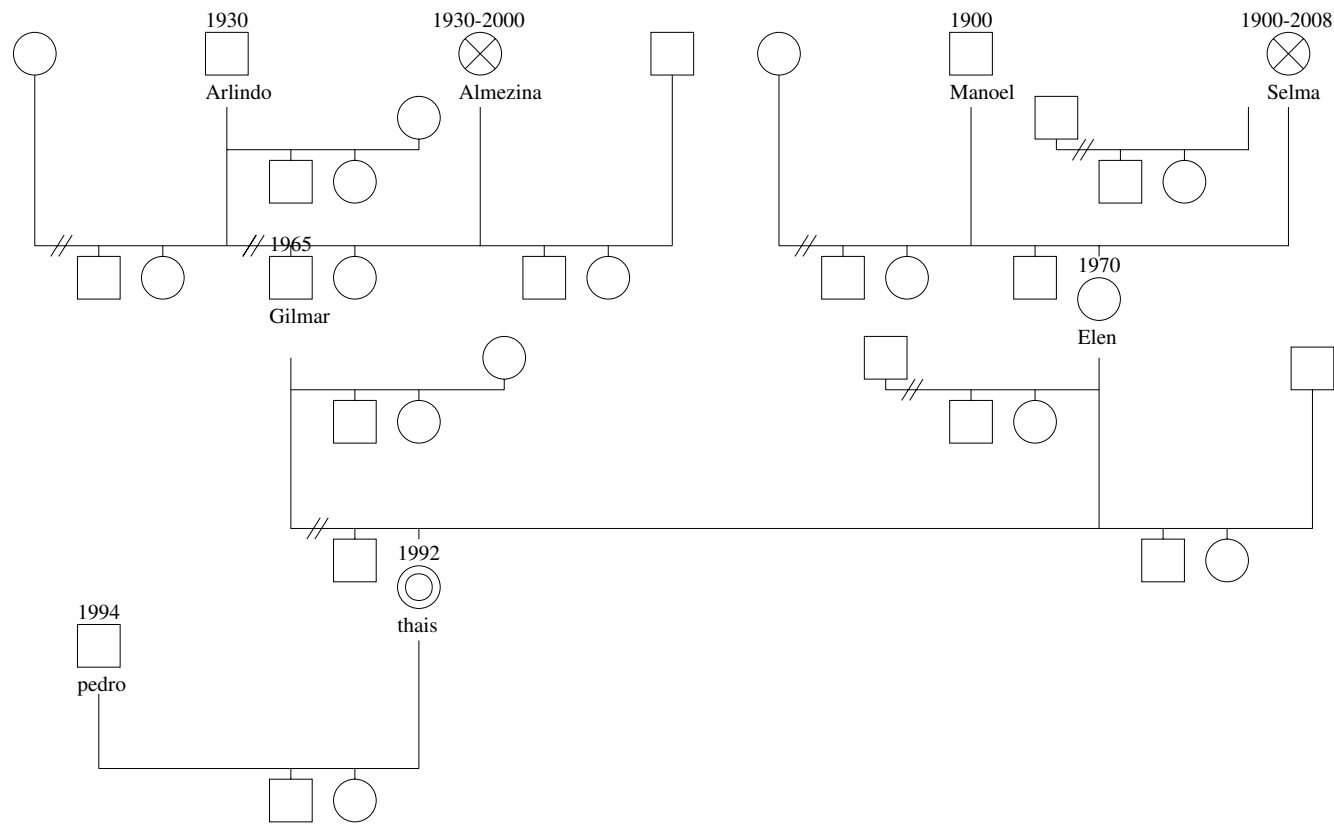 1930
1930-2000
1900
1900-2008
Arlindo
Almezina
Manoel
Selma
1965
1970
Gilmar
Elen
1992
thais
1994
pedro